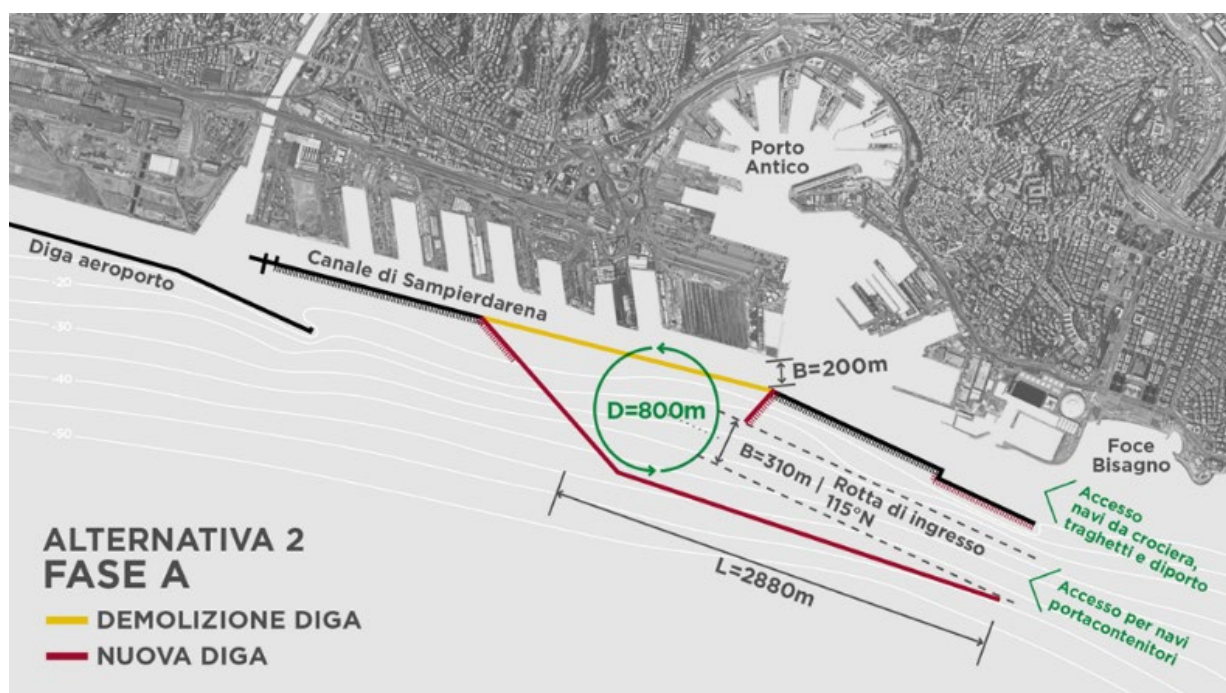 Porto
Antico
Diga aeroporto
Canale di Sampierdarena
-20
-30
-40
-50
B=200m
D=800m
B=310m /
115°N
Rotta di ingresso
Foce
Bisagno
Accesso
navi da crociera,
traghetti e diporto
L=2880m
Accesso per navi
portacontenitori
ALTERNATIVA 2
FASE A
DEMOLIZIONE DIGA
NUOVA DIGA